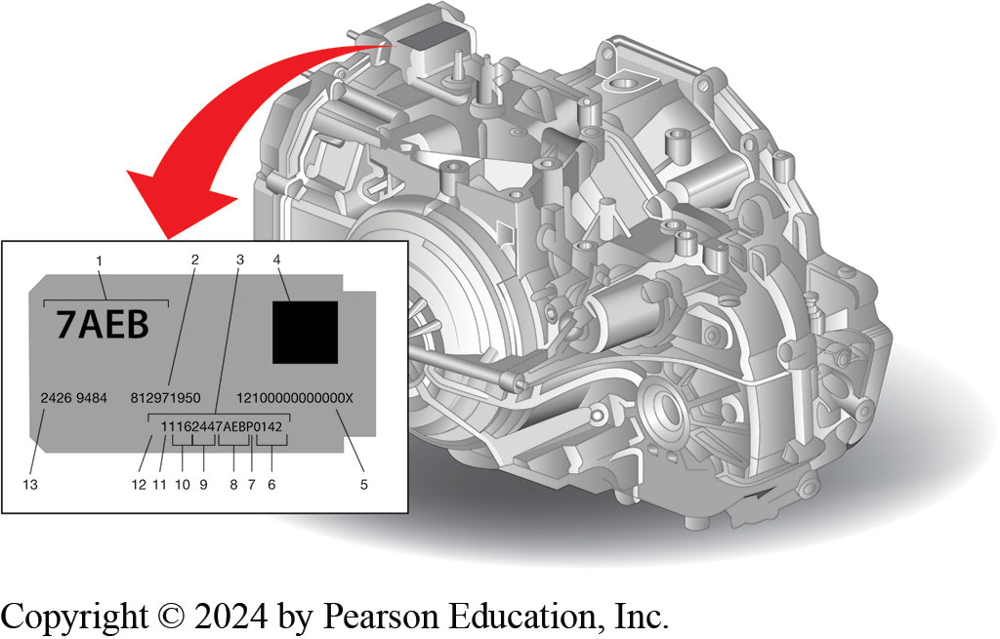 1 2 3 4
7AEB
2426 9484 812971950 12100000000000X
11162447AEBP0142
13 12 11 10 9 8 7 6 5
Copyright © 2024 by Pearson Education, Inc.